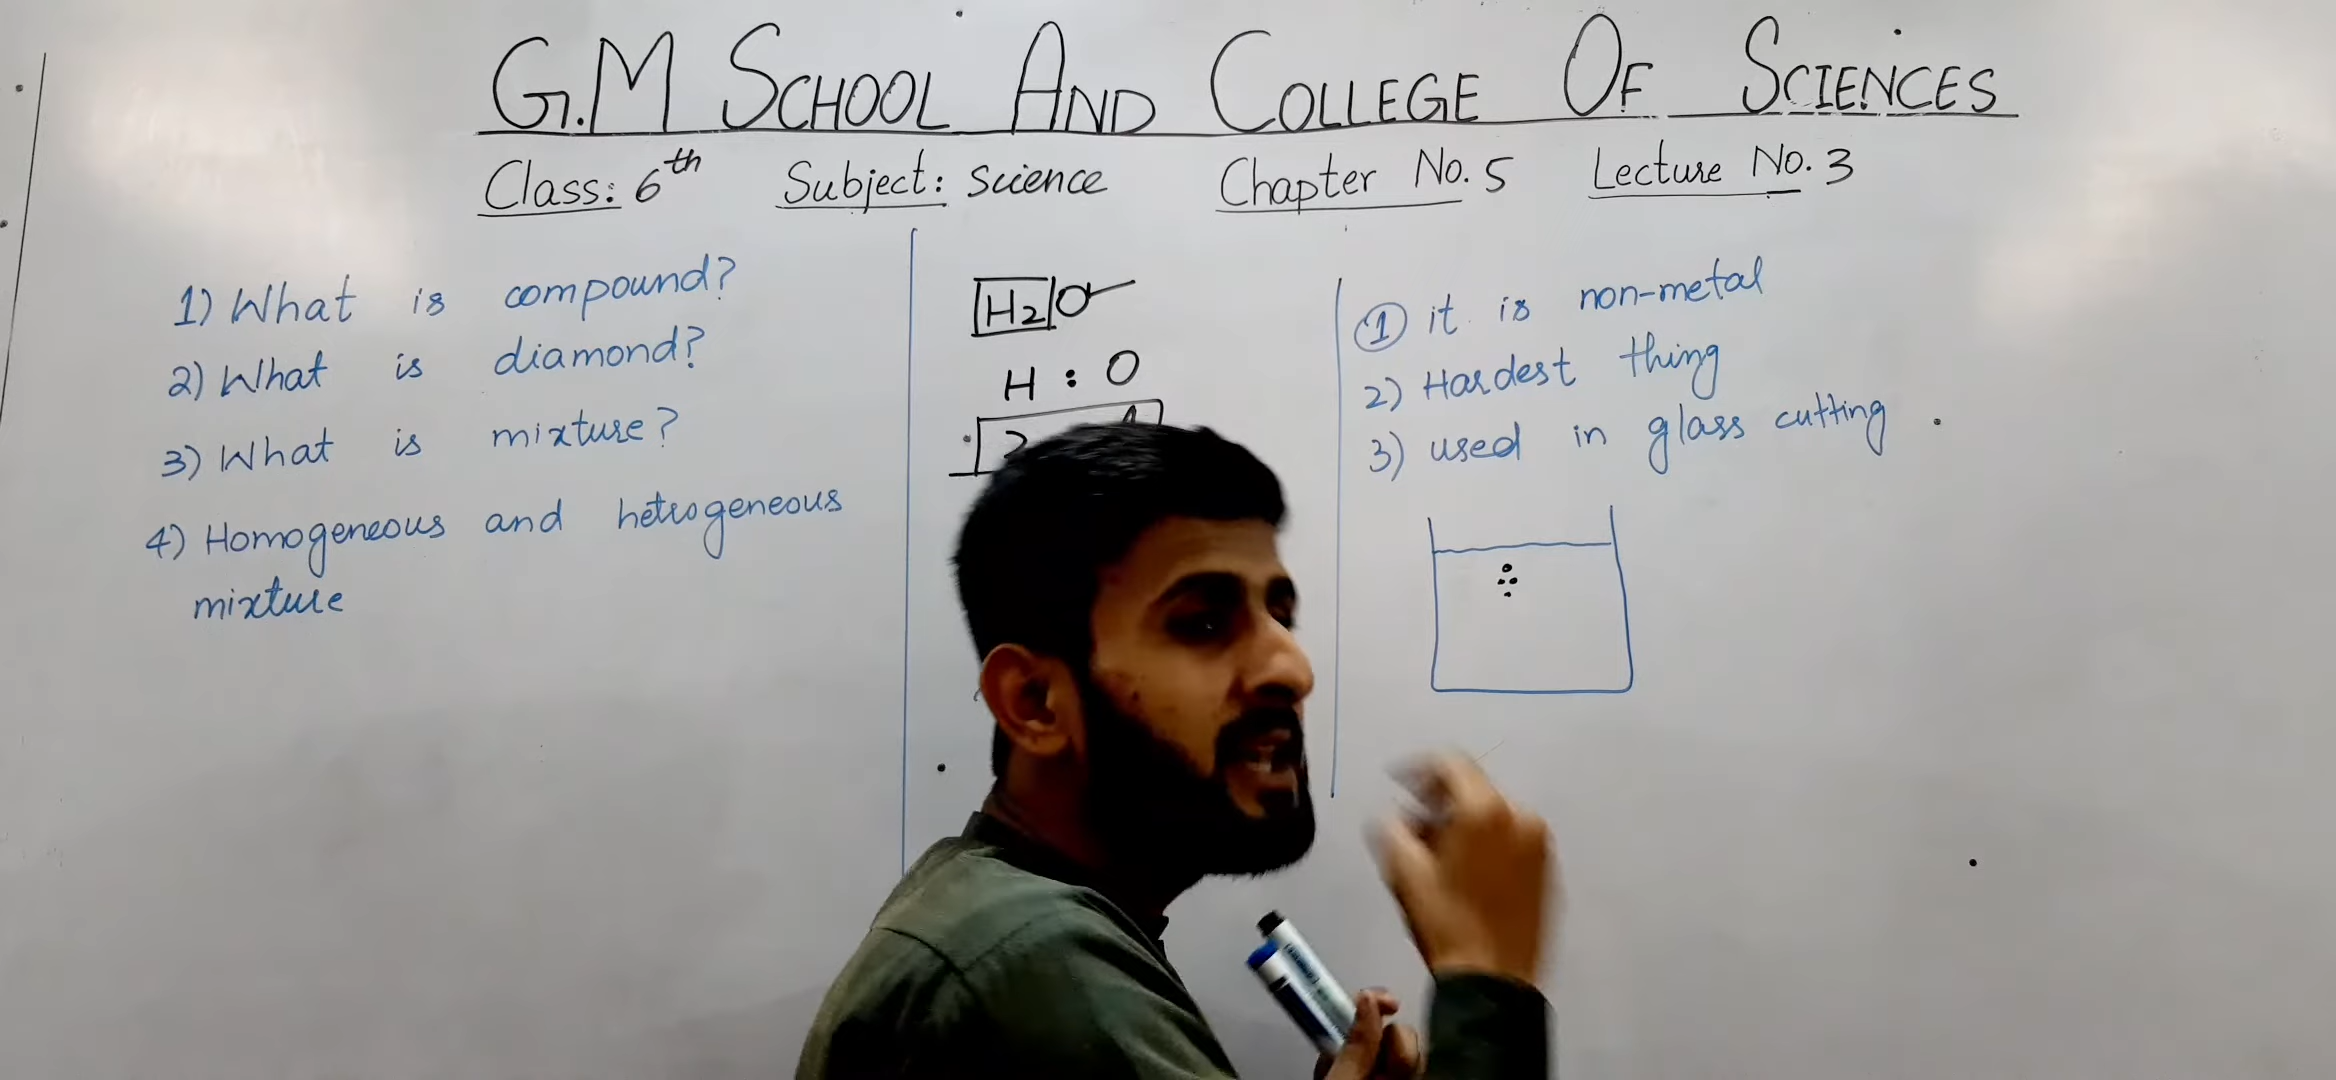 G.M SCHOOL AND COLLEGE OF SCIENCES
Class: 6th Subject: science Chapter No. 5 Lecture No. 3
1) What is compound?
2) What is diamond?
3) What is mixture?
4) Homogeneous and hetrogeneous
mixture
H2O
H : O
2
① it is non-metal
2) Hardest thing
3) used in glass cutting .